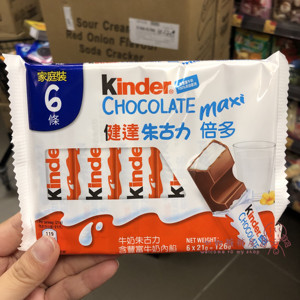 Sour Cream &
Red Onion Flavour
Soda Cracker
家庭裝
6
條
Kinder
CHOCOLATE maxi
健達朱古力 倍多
Kinder
Kinder
Kinder
Kinder
Kinder
CHOCOLATE
牛奶朱古力
含豐富牛奶內餡
NET WEIGHT:
6 x 21g = 126g